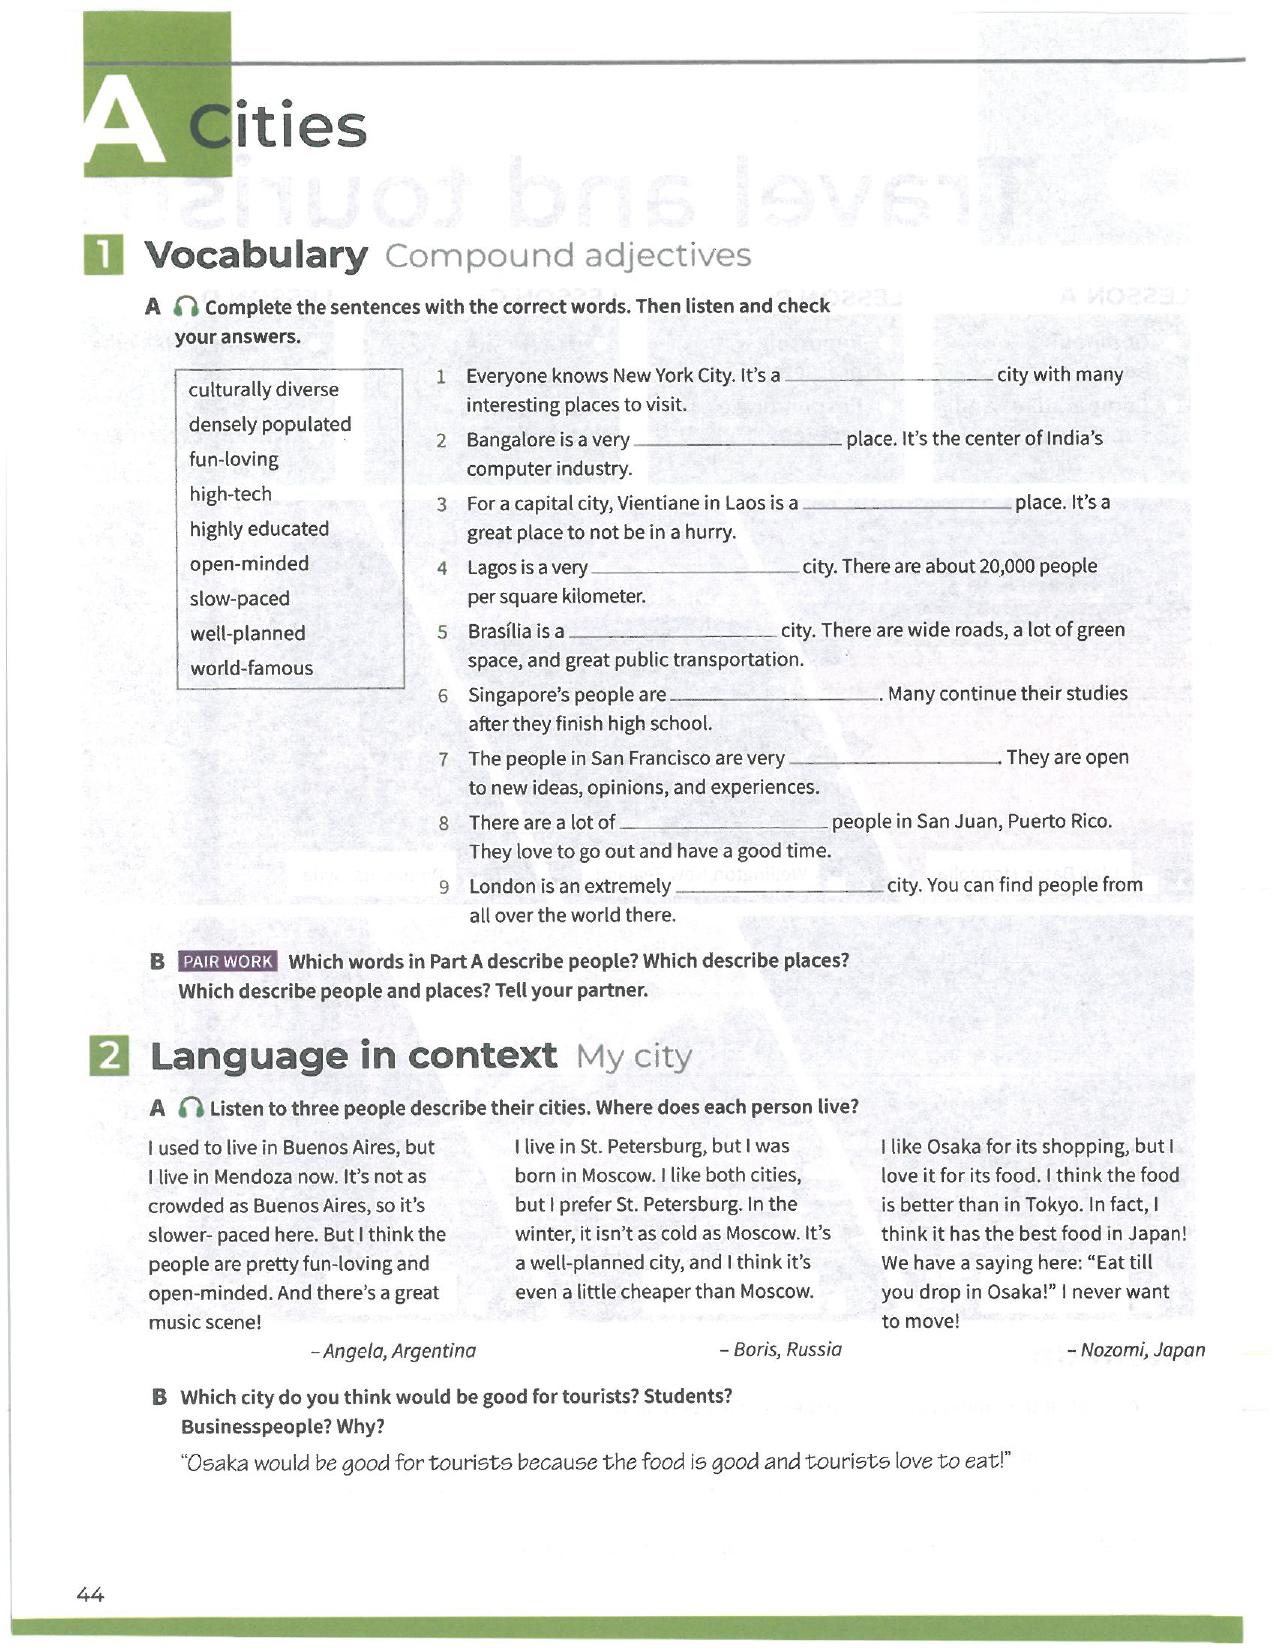 A Cities
Travel and touris
1 Vocabulary Compound adjectives
A Complete the sentences with the correct words. Then listen and check
your answers.
culturally diverse
densely populated
fun-loving
high-tech
highly educated
open-minded
slow-paced
well-planned
world-famous
1 Everyone knows New York City. It's a ____________ city with many
interesting places to visit.
2 Bangalore is a very ____________ place. It's the center of India's
computer industry.
3 For a capital city, Vientiane in Laos is a ____________ place. It's a
great place to not be in a hurry.
4 Lagos is a very ____________ city. There are about 20,000 people
per square kilometer.
5 Brasília is a ____________ city. There are wide roads, a lot of green
space, and great public transportation.
6 Singapore's people are ____________. Many continue their studies
after they finish high school.
7 The people in San Francisco are very ____________. They are open
to new ideas, opinions, and experiences.
8 There are a lot of ____________ people in San Juan, Puerto Rico.
They love to go out and have a good time.
9 London is an extremely ____________ city. You can find people from
all over the world there.
B PAIR WORK Which words in Part A describe people? Which describe places?
Which describe people and places? Tell your partner.
2 Language in context My city
A Listen to three people describe their cities. Where does each person live?
I used to live in Buenos Aires, but
I live in Mendoza now. It's not as
crowded as Buenos Aires, so it's
slower- paced here. But I think the
people are pretty fun-loving and
open-minded. And there's a great
music scene!
– Angela, Argentina
I live in St. Petersburg, but I was
born in Moscow. I like both cities,
but I prefer St. Petersburg. In the
winter, it isn't as cold as Moscow. It's
a well-planned city, and I think it's
even a little cheaper than Moscow.
– Boris, Russia
I like Osaka for its shopping, but I
love it for its food. I think the food
is better than in Tokyo. In fact, I
think it has the best food in Japan!
We have a saying here: "Eat till
you drop in Osaka!" I never want
to move!
– Nozomi, Japan
B Which city do you think would be good for tourists? Students?
Businesspeople? Why?
"Osaka would be good for tourists because the food is good and tourists love to eat!"
44